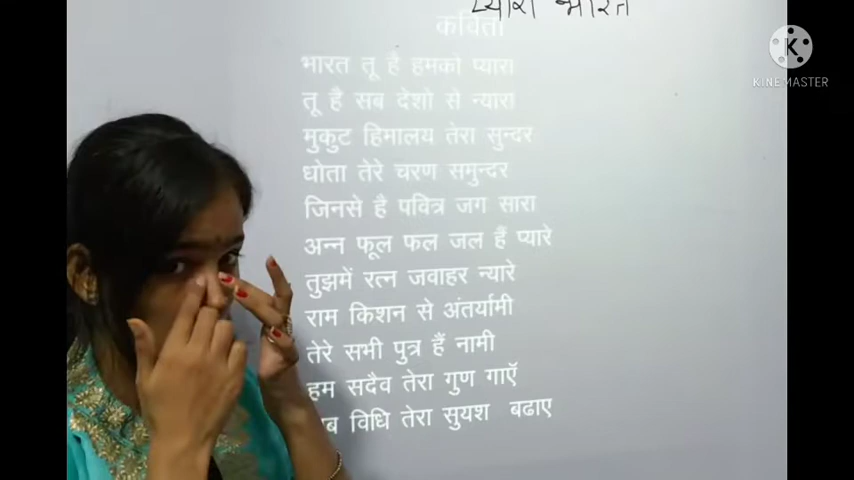 प्यारा भारत
कविता
KINEMASTER
भारत तू है हमको प्यारा
तू है सब देशो से न्यारा
मुकुट हिमालय तेरा सुन्दर
धोता तेरे चरण समुन्दर
जिनसे है पवित्र जग सारा
अन्न फूल फल जल हैं प्यारे
तुझमें रत्न जवाहर न्यारे
राम किशन से अंतर्यामी
तेरे सभी पुत्र हैं नामी
हम सदैव तेरा गुण गाऍ
विधि तेरा सुयश बढाए